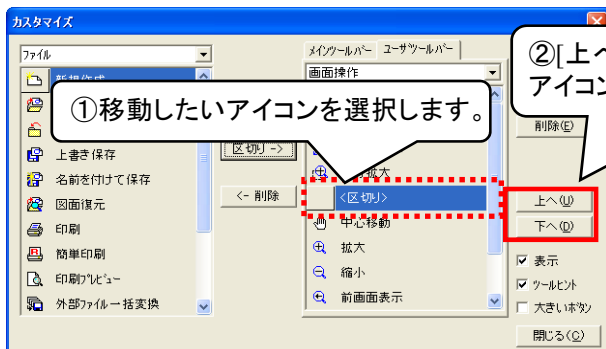 カスタマイズ
ファイル
メインツールバー ユーザツールバー
画面操作
②[上へ
アイコン
①移動したいアイコンを選択します。
削除(E)
区切り ->
上書き保存
名前を付けて保存
<- 削除
<区切り>
上へ(U)
図面復元
中心移動
下へ(D)
印刷
拡大
表示
簡単印刷
縮小
ツールヒント
印刷プレビュー
前画面表示
大きいボタン
外部ファイル一括変換
閉じる(C)